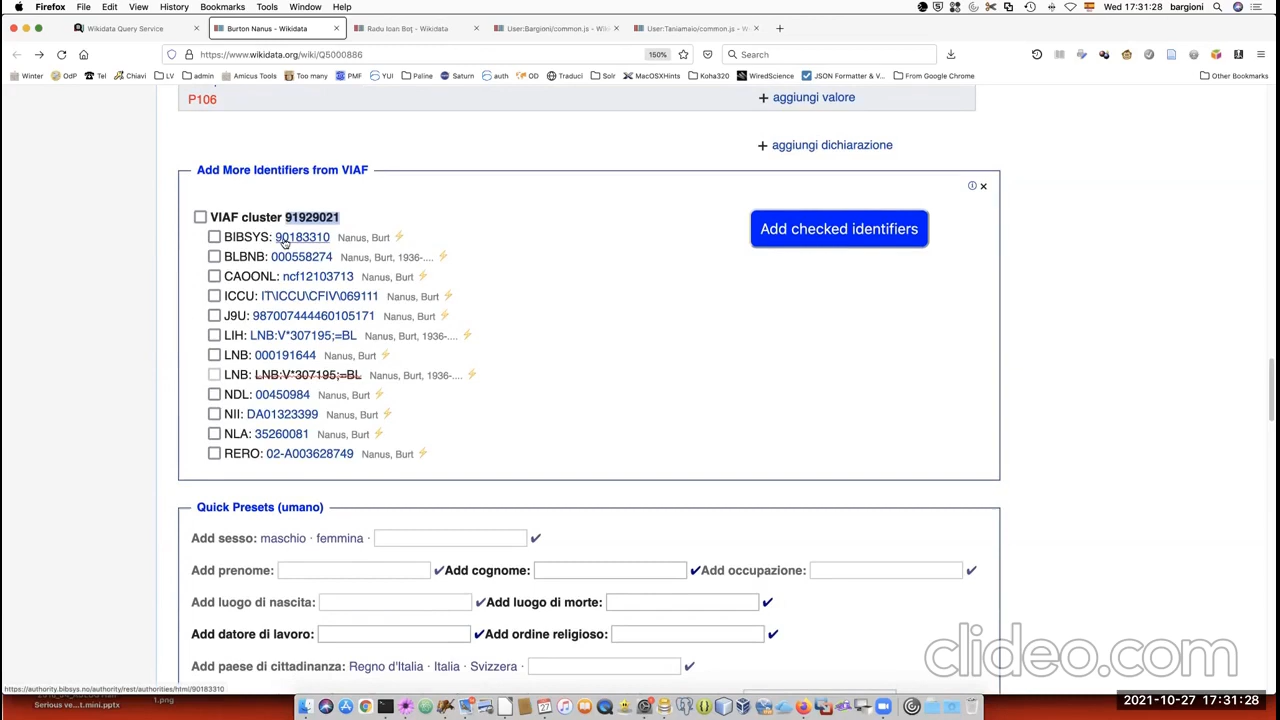 Firefox File Edit View History Bookmarks Tools Window Help Wed 17:31:28 bargioni
Wikidata Query Service Burton Nanus - Wikidata Radu Ioan Boț - Wikidata User:Bargioni/common.js - Wiki User:Taniamaio/common.js - W
https://www.wikidata.org/wiki/Q5000886 150% Search
Winter OdP Tel Chiavi LV admin Amicus Tools Too many PMF YUI Paline Saturn auth OD Traduci Solr MacOSXHints Koha320 WiredScience JSON Formatter & V... From Google Chrome Other Bookmarks
P106 + aggiungi valore
+ aggiungi dichiarazione
Add More Identifiers from VIAF
VIAF cluster 91929021
Add checked identifiers
BIBSYS: 90183310 Nanus, Burt
BLBNB: 000558274 Nanus, Burt, 1936-....
CAOONL: ncf12103713 Nanus, Burt
ICCU: IT\ICCU\CFIV\069111 Nanus, Burt
J9U: 987007444460105171 Nanus, Burt
LIH: LNB:V*307195;=BL Nanus, Burt, 1936-....
LNB: 000191644 Nanus, Burt
LNB: LNB:V*307195;=BL Nanus, Burt, 1936-....
NDL: 00450984 Nanus, Burt
NII: DA01323399 Nanus, Burt
NLA: 35260081 Nanus, Burt
RERO: 02-A003628749 Nanus, Burt
Quick Presets (umano)
Add sesso: maschio · femmina ·
Add prenome: Add cognome: Add occupazione:
Add luogo di nascita: Add luogo di morte:
Add datore di lavoro: Add ordine religioso:
Add paese di cittadinanza: Regno d'Italia · Italia · Svizzera ·
clideo.com
https://authority.bibsys.no/authority/rest/authorities/html/90183310
Serious ve...t.mini.pptx 1.png
2021-10-27 17:31:28